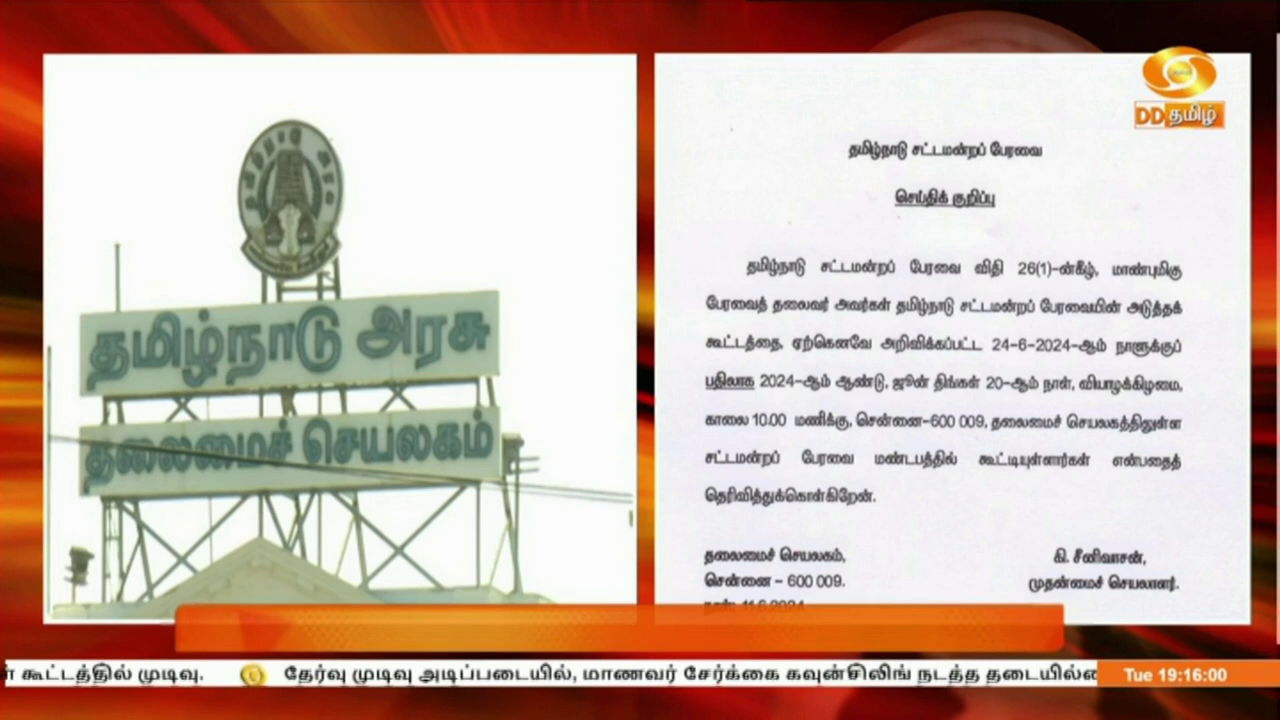 தமிழ்நாடு அரசு
தமிழ்நாடு அரசு
தலைமைச் செயலகம்
DD தமிழ்
தமிழ்நாடு சட்டமன்றப் பேரவை
செய்திக் குறிப்பு
தமிழ்நாடு சட்டமன்றப் பேரவை விதி 26(1)-ன்கீழ், மாண்புமிகு
பேரவைத் தலைவர் அவர்கள் தமிழ்நாடு சட்டமன்றப் பேரவையின் அடுத்தக்
கூட்டத்தை, ஏற்கெனவே அறிவிக்கப்பட்ட 24-6-2024-ஆம் நாளுக்குப்
பதிலாக 2024-ஆம் ஆண்டு, ஜூன் திங்கள் 20-ஆம் நாள், வியாழக்கிழமை,
காலை 10.00 மணிக்கு, சென்னை-600 009, தலைமைச் செயலகத்திலுள்ள
சட்டமன்றப் பேரவை மண்டபத்தில் கூட்டியுள்ளார்கள் என்பதைத்
தெரிவித்துக்கொள்கிறேன்.
தலைமைச் செயலகம்,
சென்னை - 600 009.
கி. சீனிவாசன்,
முதன்மைச் செயலாளர்.
கூட்டத்தில் முடிவு.
தேர்வு முடிவு அடிப்படையில், மாணவர் சேர்க்கை கவுன்சிலிங் நடத்த
Tue 19:16:00